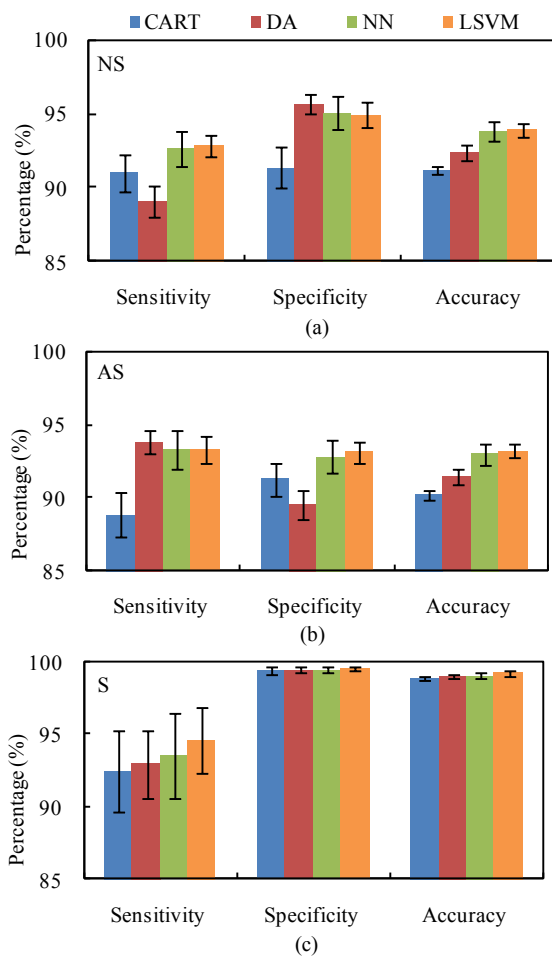 CART DA NN LSVM
100
NS
95
90
85
Percentage (%)
Sensitivity Specificity Accuracy
(a)
100
AS
95
90
85
Percentage (%)
Sensitivity Specificity Accuracy
(b)
100
S
95
90
85
Percentage (%)
Sensitivity Specificity Accuracy
(c)